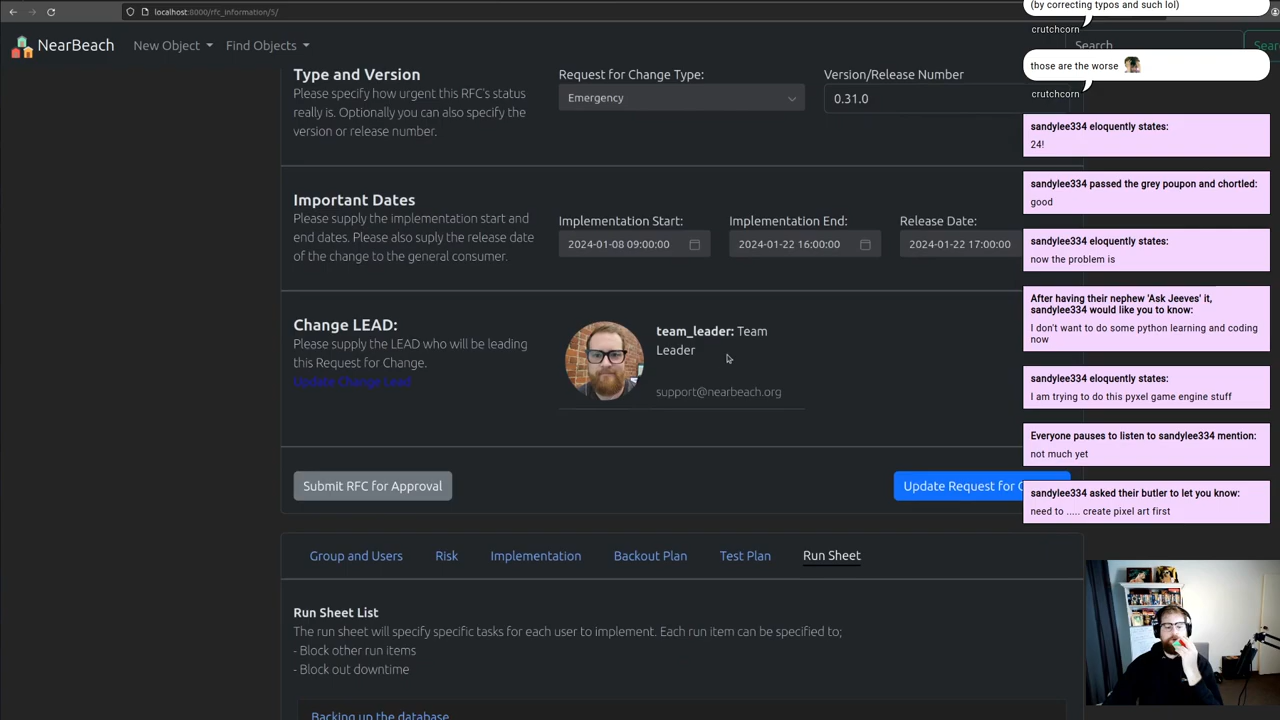 localhost:8000/rfc_information/5/
NearBeach
New Object
Find Objects
Search
Sear
Type and Version
Please specify how urgent this RFC's status
really is. Optionally you can also specify the
version or release number.
Request for Change Type:
Emergency
Version/Release Number
0.31.0
Important Dates
Please supply the implementation start and
end dates. Please also suply the release date
of the change to the general consumer.
Implementation Start:
2024-01-08 09:00:00
Implementation End:
2024-01-22 16:00:00
Release Date:
2024-01-22 17:00:00
Change LEAD:
Please supply the LEAD who will be leading
this Request for Change.
Update Change Lead
team_leader: Team
Leader
support@nearbeach.org
Submit RFC for Approval
Update Request for C
Group and Users
Risk
Implementation
Backout Plan
Test Plan
Run Sheet
Run Sheet List
The run sheet will specify specific tasks for each user to implement. Each run item can be specified to;
- Block other run items
- Block out downtime
Backing up the database
(by correcting typos and such lol)
crutchcorn
those are the worse
crutchcorn
sandylee334 eloquently states:
24!
sandylee334 passed the grey poupon and chortled:
good
sandylee334 eloquently states:
now the problem is
After having their nephew 'Ask Jeeves' it,
sandylee334 would like you to know:
I don't want to do some python learning and coding
now
sandylee334 eloquently states:
I am trying to do this pyxel game engine stuff
Everyone pauses to listen to sandylee334 mention:
not much yet
sandylee334 asked their butler to let you know:
need to ..... create pixel art first